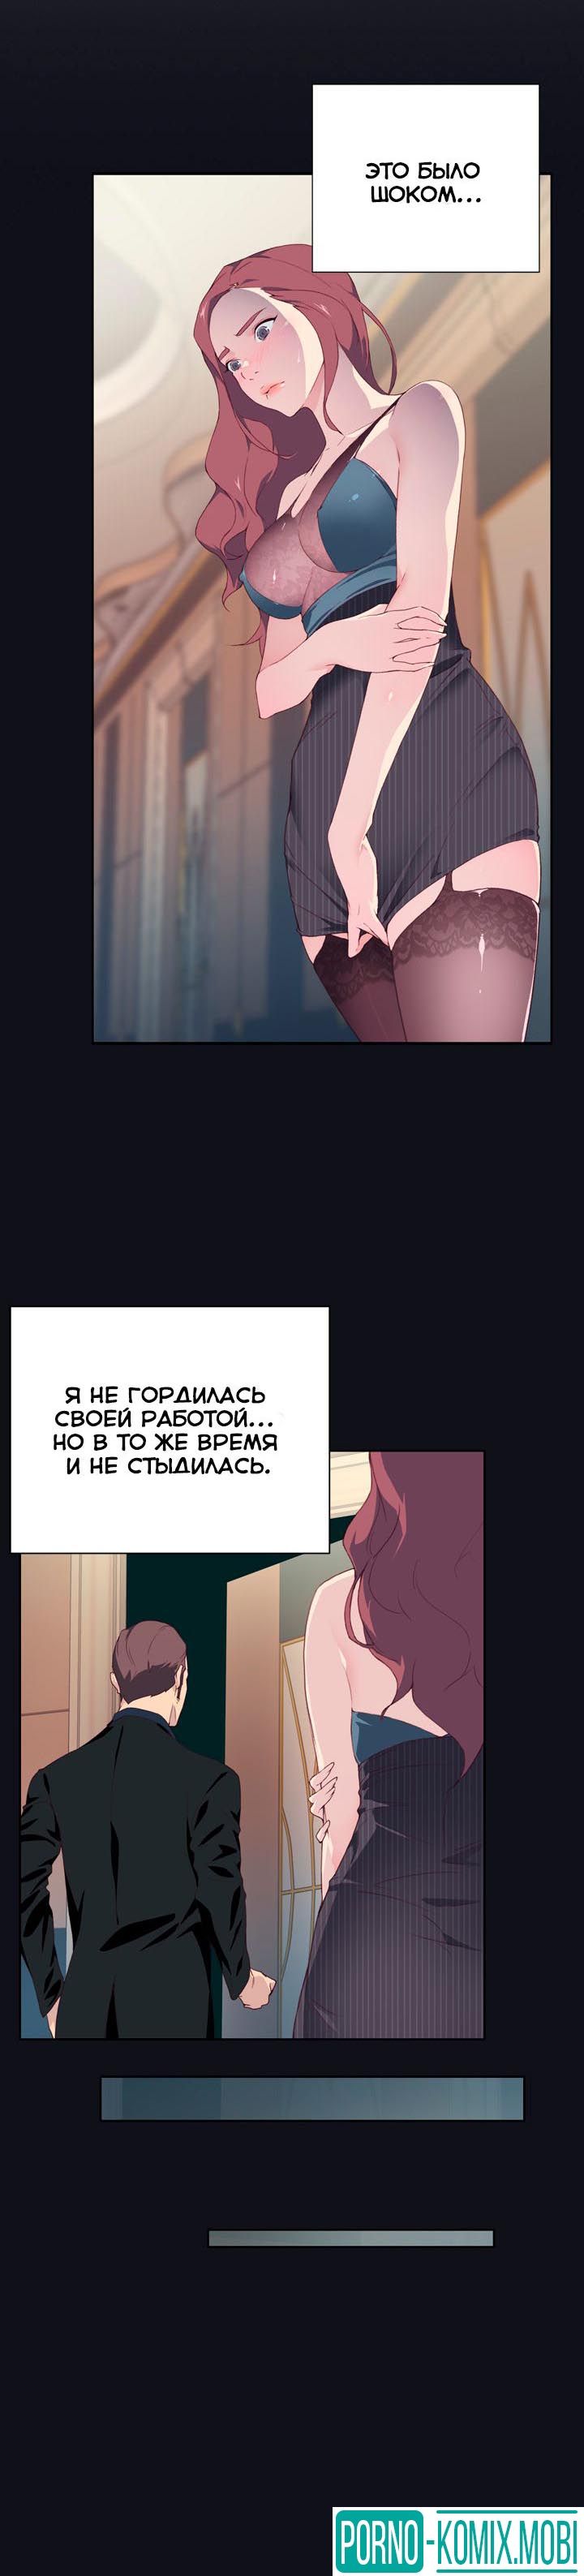 ЭТО БЫЛО
ШОКОМ...
Я НЕ ГОРДИЛАСЬ
СВОЕЙ РАБОТОЙ...
НО В ТО ЖЕ ВРЕМЯ
И НЕ СТЫДИЛАСЬ.
PORNO-KOMIX.MOBI